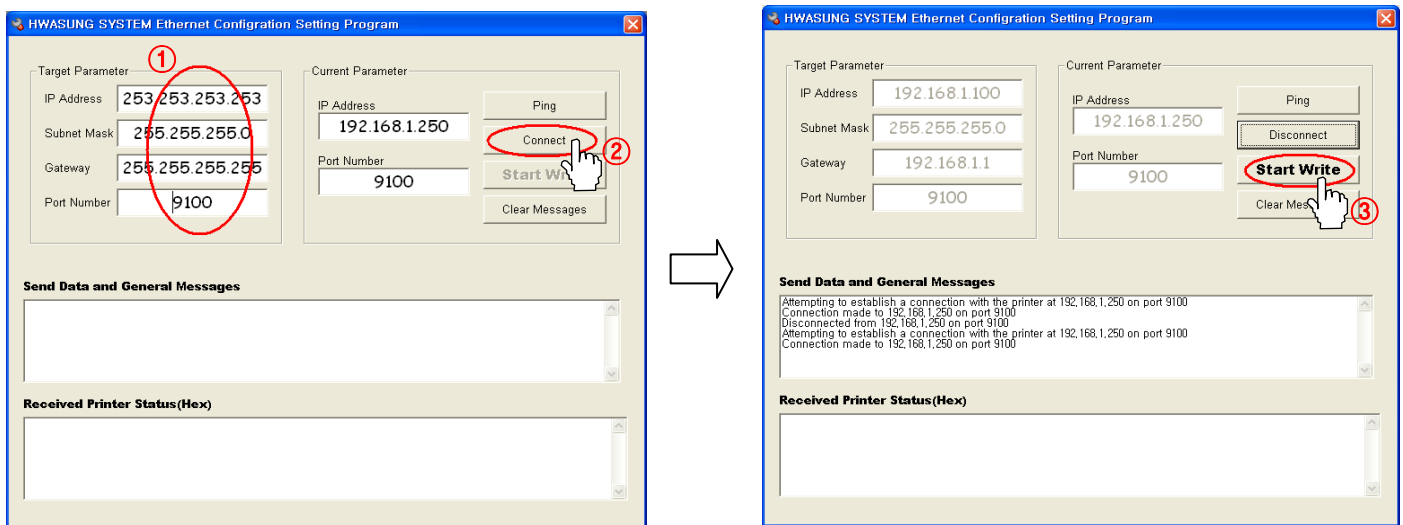 HWASUNG SYSTEM Ethernet Configration Setting Program
①
Target Parameter
IP Address 253.253.253.253
Subnet Mask 255.255.255.0
Gateway 255.255.255.255
Port Number 9100
Current Parameter
IP Address
192.168.1.250
Port Number
9100
Ping
Connect
②
Start Wri
Clear Messages
Send Data and General Messages
Received Printer Status(Hex)
HWASUNG SYSTEM Ethernet Configration Setting Program
Target Parameter
IP Address 192.168.1.100
Subnet Mask 255.255.255.0
Gateway 192.168.1.1
Port Number 9100
Current Parameter
IP Address
192.168.1.250
Port Number
9100
Ping
Disconnect
Start Write
Clear Mes
③
Send Data and General Messages
Attempting to establish a connection with the printer at 192,168,1,250 on port 9100
Connection made to 192,168,1,250 on port 9100
Disconnected from 192,168,1,250 on port 9100
Attempting to establish a connection with the printer at 192,168,1,250 on port 9100
Connection made to 192,168,1,250 on port 9100
Received Printer Status(Hex)